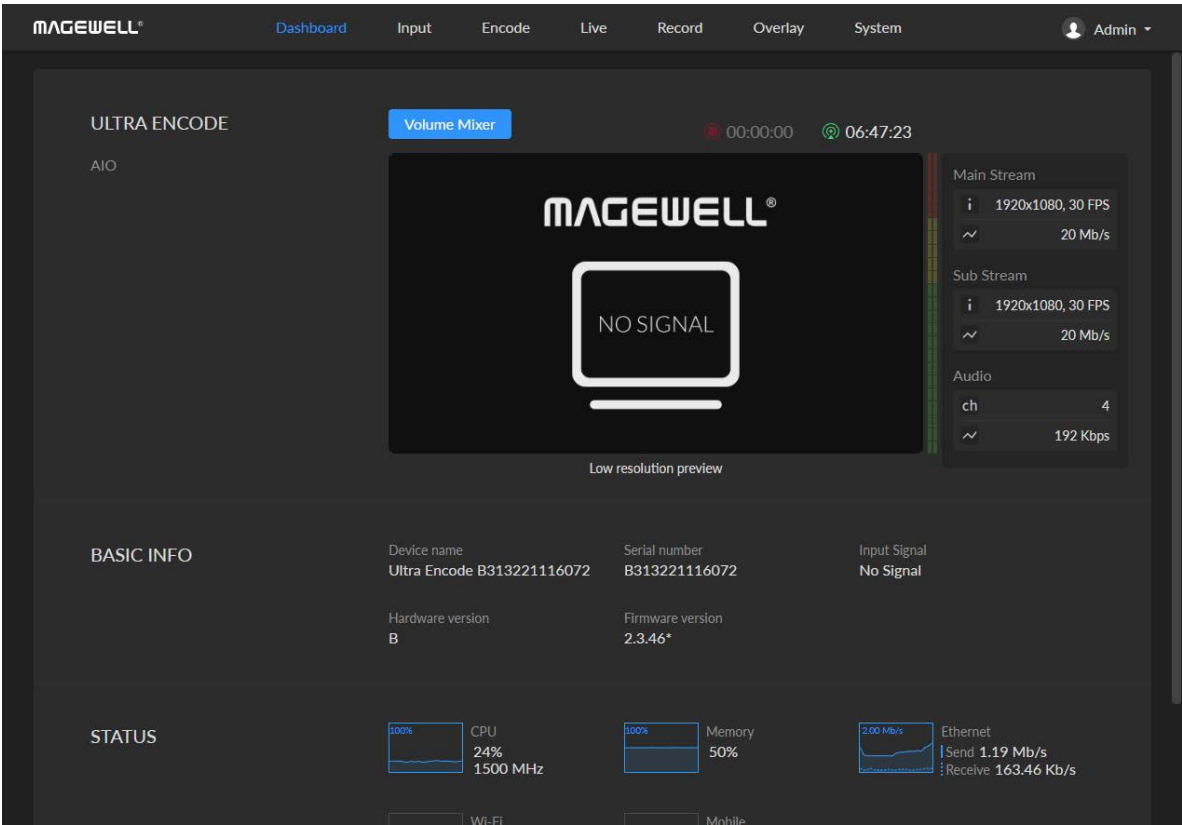 MAGEWELL®
Dashboard
Input
Encode
Live
Record
Overlay
System
Admin
ULTRA ENCODE
AIO
Volume Mixer
00:00:00
06:47:23
MAGEWELL®
NO SIGNAL
Low resolution preview
Main Stream
i 1920x1080, 30 FPS
20 Mb/s
Sub Stream
i 1920x1080, 30 FPS
20 Mb/s
Audio
ch 4
192 Kbps
BASIC INFO
Device name
Ultra Encode B313221116072
Serial number
B313221116072
Input Signal
No Signal
Hardware version
B
Firmware version
2.3.46*
STATUS
100%
CPU
24%
1500 MHz
100%
Memory
50%
2.00 Mb/s
Ethernet
Send 1.19 Mb/s
Receive 163.46 Kb/s
Wi-Fi
Mobile